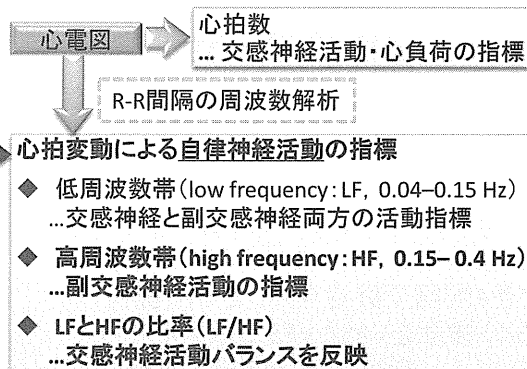 心電図
心拍数
… 交感神経活動・心負荷の指標
R-R間隔の周波数解析
心拍変動による自律神経活動の指標
◆ 低周波数帯(low frequency:LF, 0.04–0.15 Hz)
…交感神経と副交感神経両方の活動指標
◆ 高周波数帯(high frequency:HF, 0.15– 0.4 Hz)
…副交感神経活動の指標
◆ LFとHFの比率(LF/HF)
…交感神経活動バランスを反映